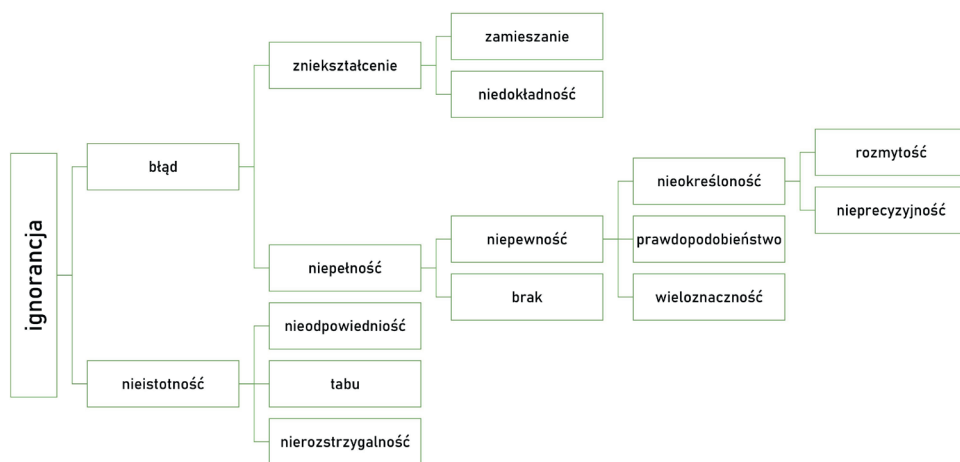 ignorancja
błąd
zniekształcenie
zamieszanie
niedokładność
niepełność
niepewność
nieokreśloność
rozmytość
nieprecyzyjność
prawdopodobieństwo
wieloznaczność
brak
nieistotność
nieodpowiedniość
tabu
nierozstrzygalność